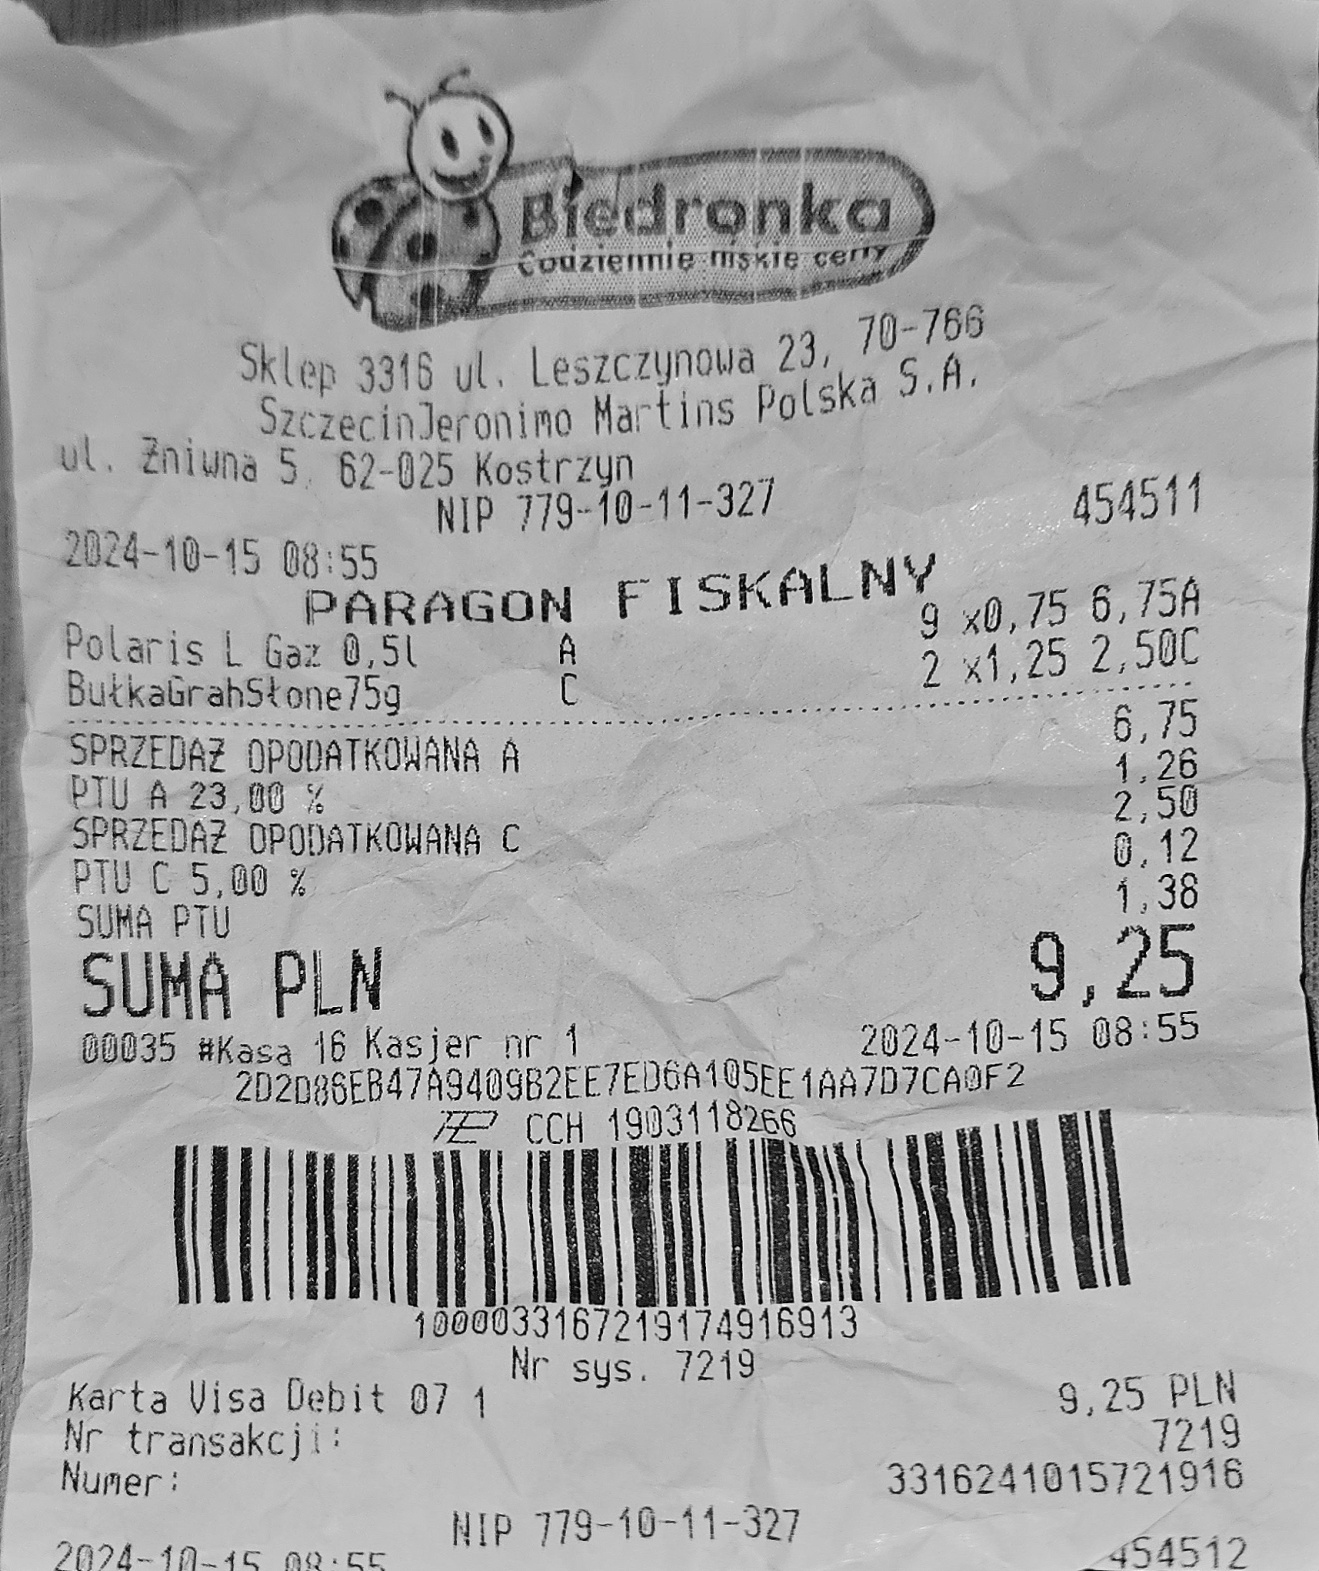 Biedronka
Codziennie niskie ceny
Sklep 3316 ul. Leszczynowa 23, 70-766
SzczecinJeronimo Martins Polska S.A.
ul. Żniwna 5, 62-025 Kostrzyn
NIP 779-10-11-327
2024-10-15 08:55 454511
PARAGON FISKALNY
Polaris L Gaz 0,5l A 9 x0,75 6,75A
BułkaGrahSłone75g C 2 x1,25 2,50C
SPRZEDAŻ OPODATKOWANA A 6,75
PTU A 23,00 % 1,26
SPRZEDAŻ OPODATKOWANA C 2,50
PTU C 5,00 % 0,12
SUMA PTU 1,38
SUMA PLN 9,25
00035 #Kasa 16 Kasjer nr 1 2024-10-15 08:55
2D2D86EB47A9409B2EE7ED6A105EE1AA7D7CA0F2
CCH 1903118266
1000033167219174916913
Nr sys. 7219
Karta Visa Debit 07 1 9,25 PLN
Nr transakcji: 7219
Numer: 3316241015721916
NIP 779-10-11-327
2024-10-15 08:55 454512